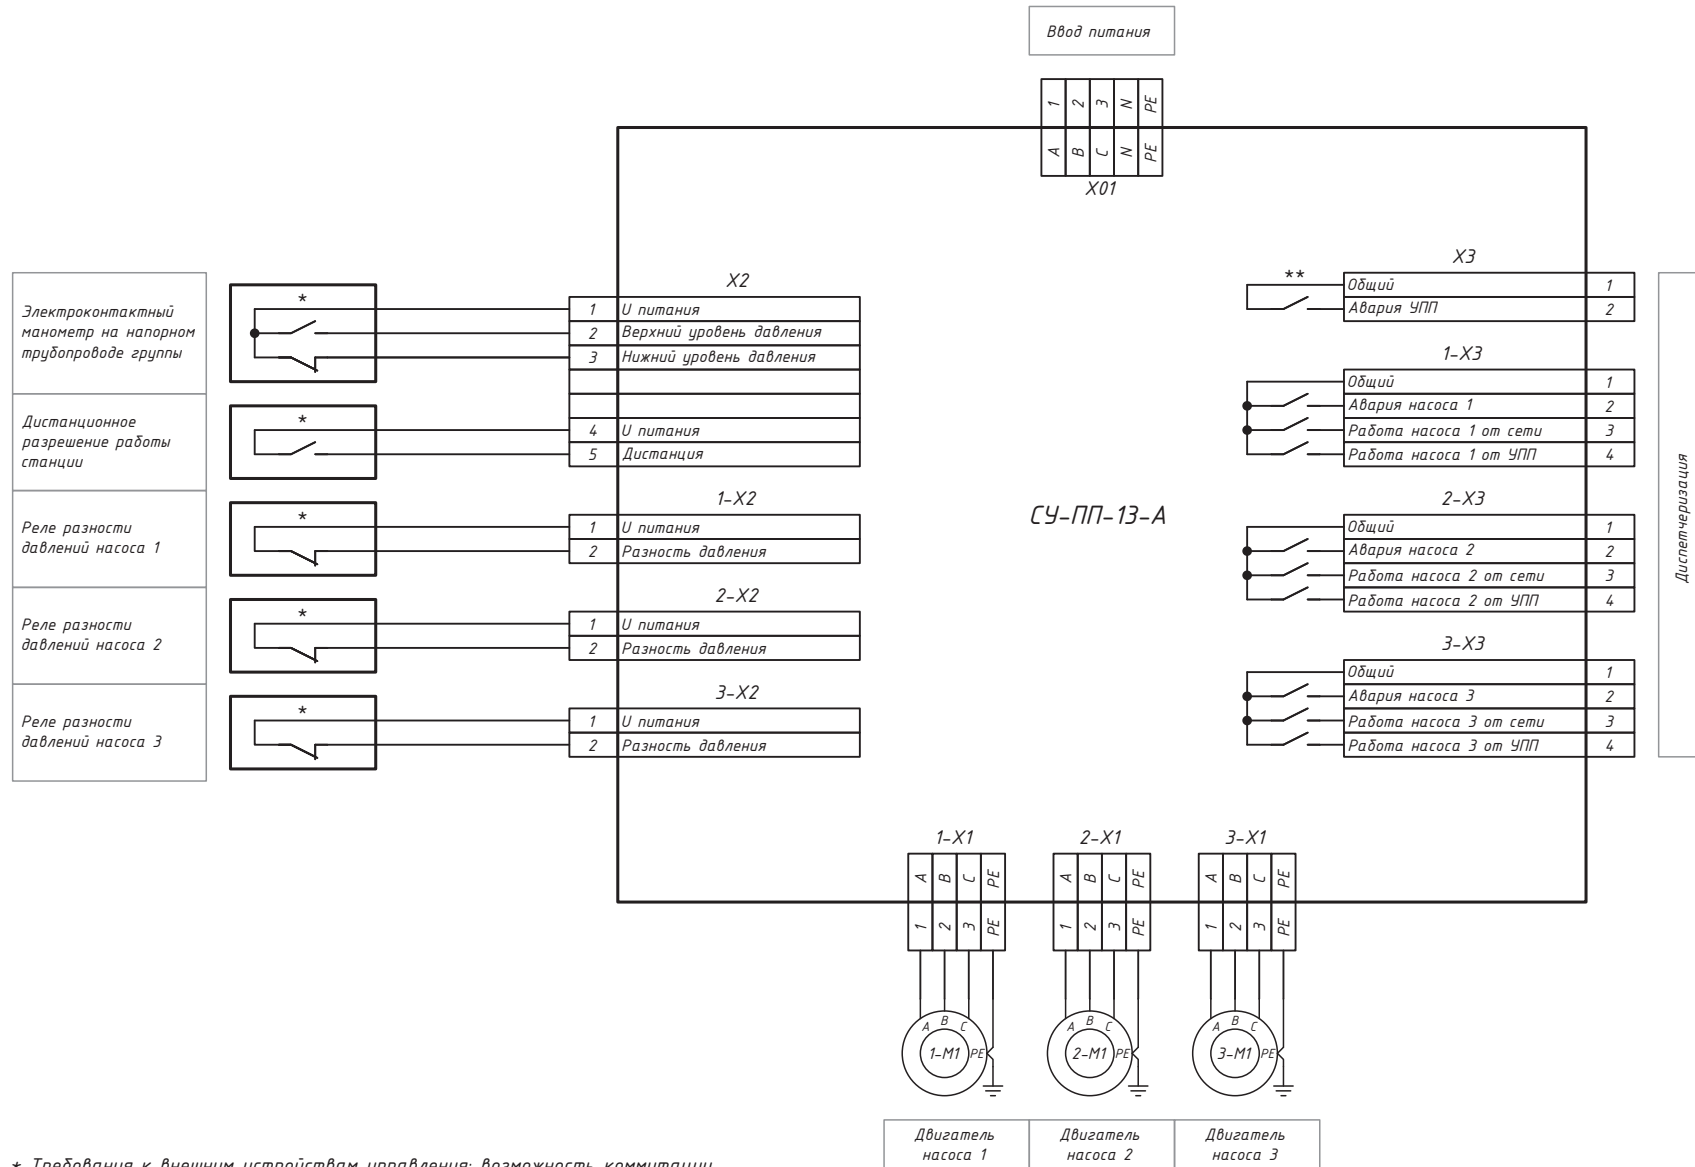 Ввод питания
1 2 3 N PE
A B C N PE
X01
Электроконтактный
манометр на напорном
трубопроводе группы
*
X2
1 U питания
2 Верхний уровень давления
3 Нижний уровень давления
Дистанционное
разрешение работы
станции
*
4 U питания
5 Дистанция
Реле разности
давлений насоса 1
*
1-X2
1 U питания
2 Разность давления
Реле разности
давлений насоса 2
*
2-X2
1 U питания
2 Разность давления
Реле разности
давлений насоса 3
*
3-X2
1 U питания
2 Разность давления
СУ-ПП-13-А
X3
**
Общий 1
Авария УПП 2
1-X3
Общий 1
Авария насоса 1 2
Работа насоса 1 от сети 3
Работа насоса 1 от УПП 4
2-X3
Общий 1
Авария насоса 2 2
Работа насоса 2 от сети 3
Работа насоса 2 от УПП 4
3-X3
Общий 1
Авария насоса 3 2
Работа насоса 3 от сети 3
Работа насоса 3 от УПП 4
Диспетчеризация
1-X1 2-X1 3-X1
A B C PE A B C PE A B C PE
1 2 3 PE 1 2 3 PE 1 2 3 PE
A B C A B C A B C
1-M1 PE 2-M1 PE 3-M1 PE
Двигатель
насоса 1
Двигатель
насоса 2
Двигатель
насоса 3
* Требования к внешним устройствам управления: возможность коммутации